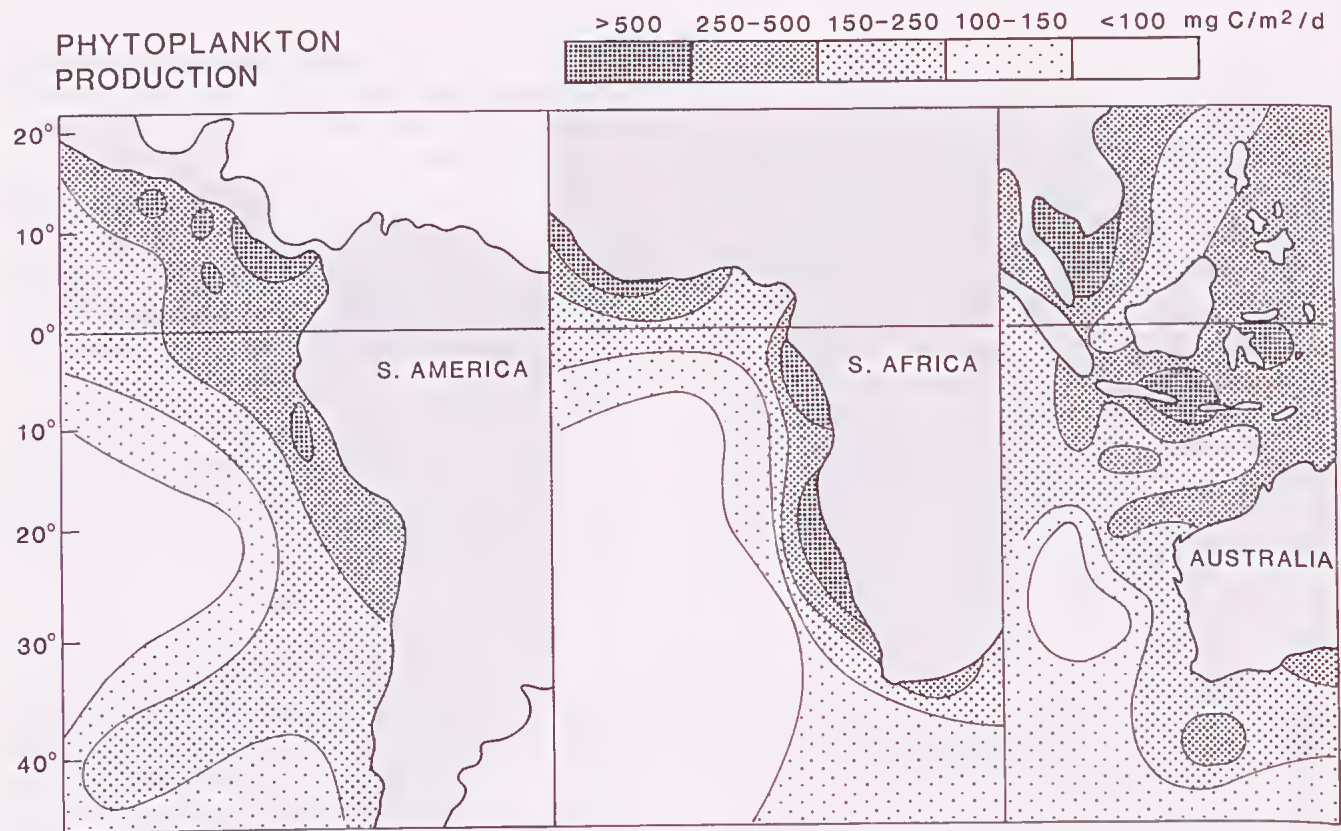 PHYTOPLANKTON
PRODUCTION
>500 250-500 150-250 100-150 <100 mg C/m²/d
20°
10°
0°
10°
20°
30°
40°
S. AMERICA
S. AFRICA
AUSTRALIA